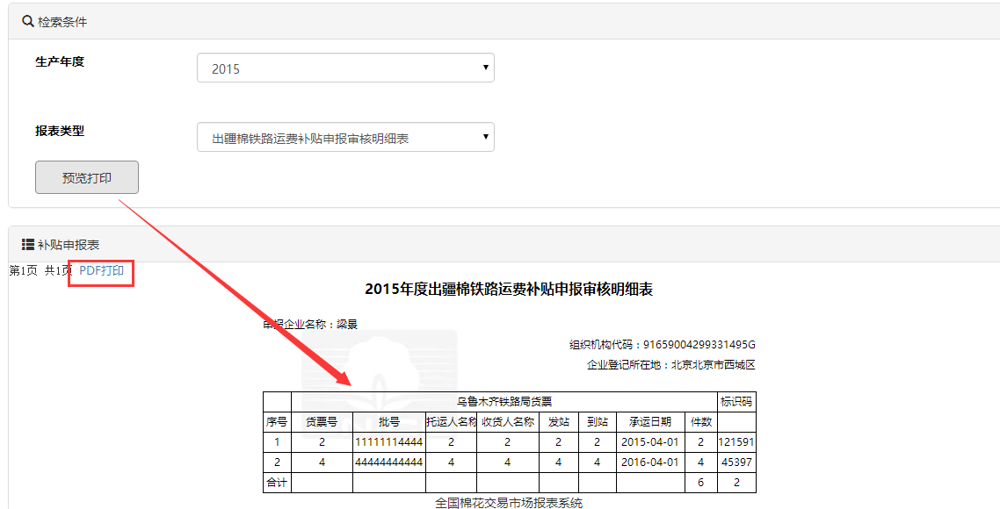 检索条件
生产年度
2015
报表类型
出疆棉铁路运费补贴申报审核明细表
预览打印
补贴申报表
第1页 共1页 PDF打印
2015年度出疆棉铁路运费补贴申报审核明细表
申报企业名称：梁景
组织机构代码：91659004299331495G
企业登记所在地：北京北京市西城区
乌鲁木齐铁路局货票 标识码
序号 货票号 批号 托运人名称 收货人名称 发站 到站 承运日期 件数
1 2 11111114444 2 2 2 2 2015-04-01 2 121591
2 4 44444444444 4 4 4 4 2016-04-01 4 45397
合计 6 2
全国棉花交易市场报表系统